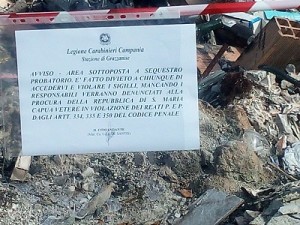 Legione Carabinieri Campania
Stazione di Grazzanise
AVVISO - AREA SOTTOPOSTA A SEQUESTRO
PROBATORIO. E' FATTO DIVIETO A CHIUNQUE DI
ACCEDERVI E VIOLARE I SIGILLI, MANCANDO I
RESPONSABILI VERRANNO DENUNCIATI ALLA
PROCURA DELLA REPUBBLICA DI S. MARIA
CAPUA VETERE IN VIOLAZIONE DEI REATI P. E P.
DAGLI ARTT. 334, 335 E 350 DEL CODICE PENALE